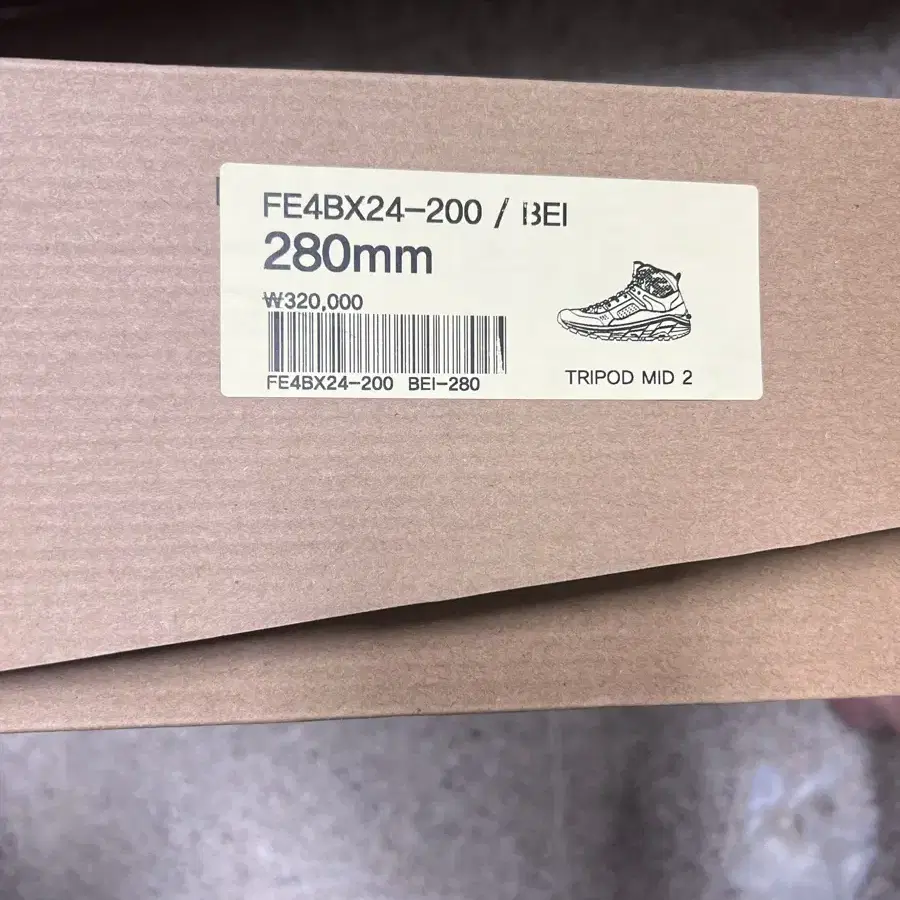 FE4BX24-200 / BEI
280mm
₩320,000
FE4BX24-200 BEI-280
TRIPOD MID 2